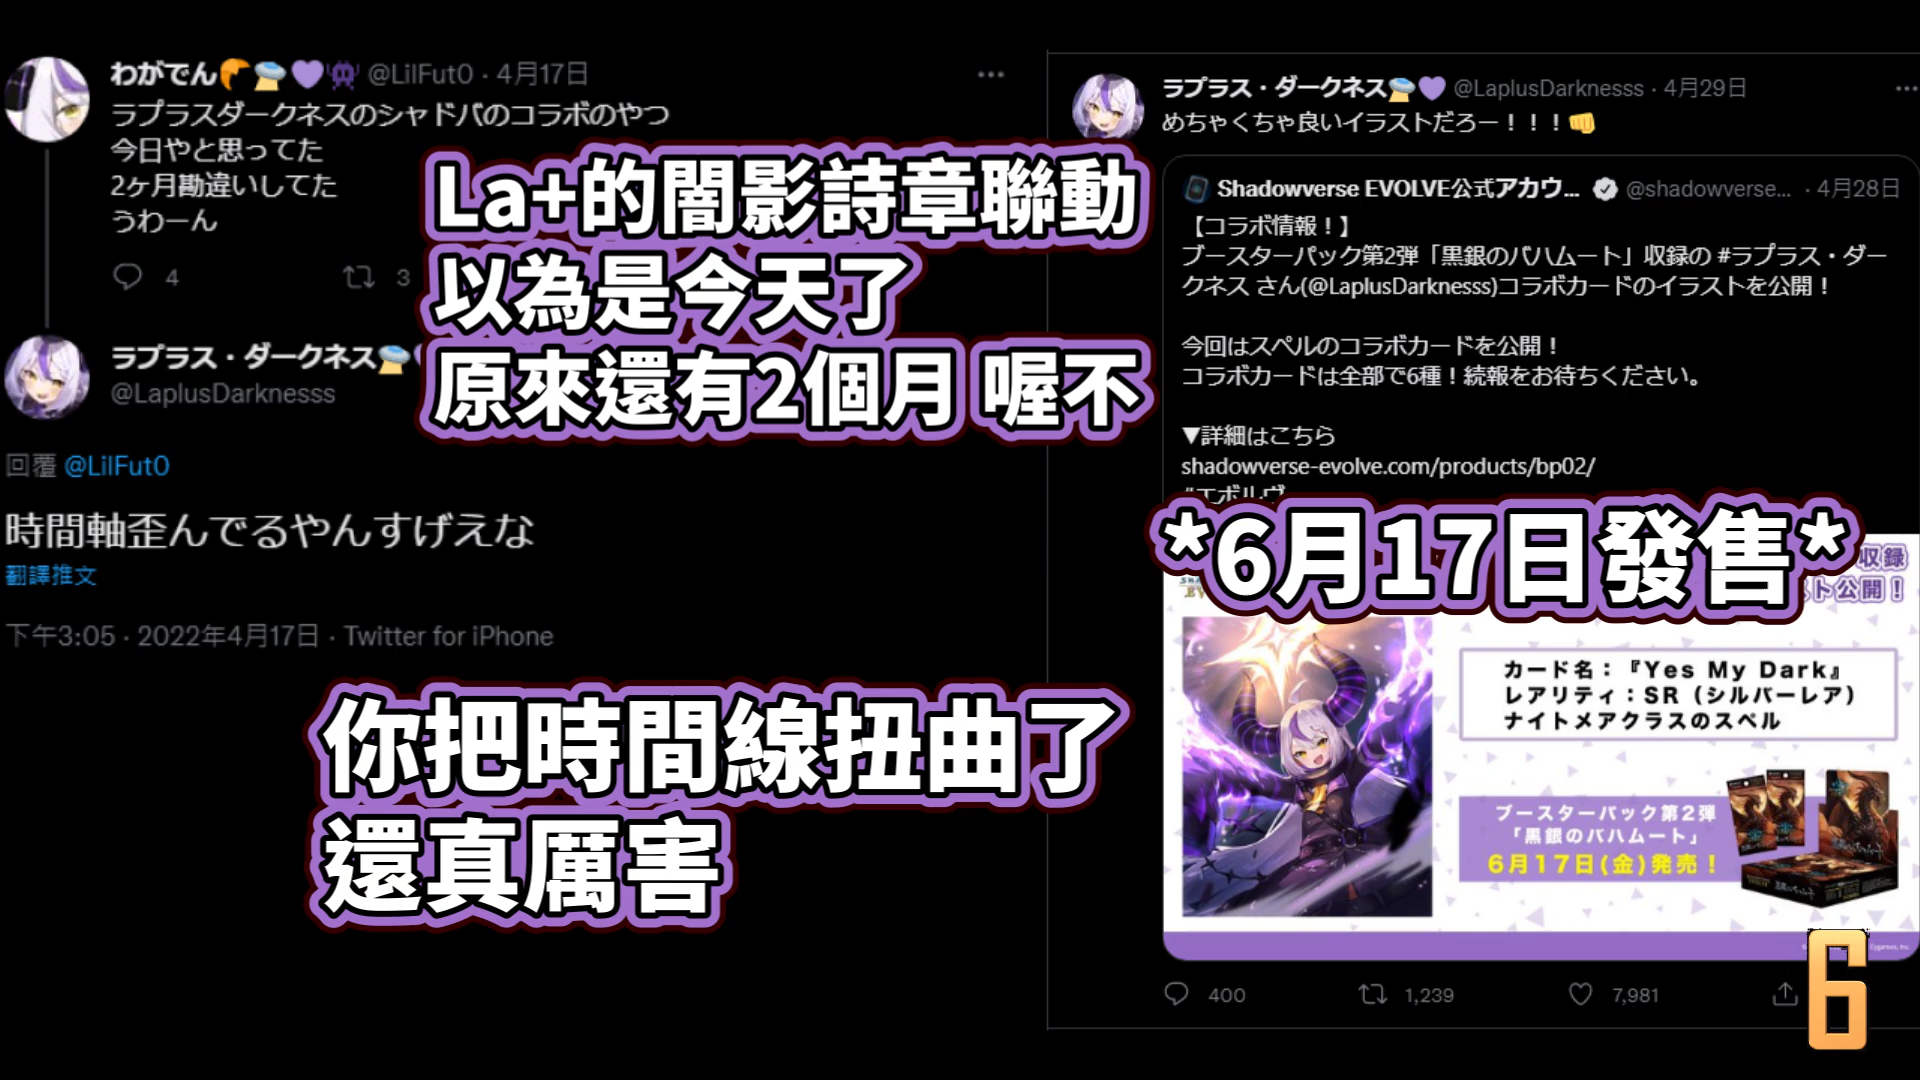 わがでん @LilFut0 · 4月17日
ラプラスダークネスのシャドバのコラボのやつ
今日やと思ってた
2ヶ月勘違いしてた
うわーん
4 3
La+的闇影詩章聯動
以為是今天了
原來還有2個月 喔不
ラプラス・ダークネス
@LaplusDarknesss
回覆 @LilFut0
時間軸歪んでるやんすげえな
翻譯推文
下午3:05 · 2022年4月17日 · Twitter for iPhone
你把時間線扭曲了
還真厲害
ラプラス・ダークネス @LaplusDarknesss · 4月29日
めちゃくちゃ良いイラストだろー！！！
Shadowverse EVOLVE公式アカウ... @shadowverse... · 4月28日
【コラボ情報！】
ブースターパック第2弾「黒銀のバハムート」収録の #ラプラス・ダー
クネス さん(@LaplusDarknesss)コラボカードのイラストを公開！
今回はスペルのコラボカードを公開！
コラボカードは全部で6種！続報をお待ちください。
▼詳細はこちら
shadowverse-evolve.com/products/bp02/
#エボルヴ
*6月17日發售*
収録
ト公開！
カード名：『Yes My Dark』
レアリティ：SR（シルバーレア）
ナイトメアクラスのスペル
ブースターパック第2弾
「黒銀のバハムート」
6月17日(金)発売！
400 1,239 7,981
6